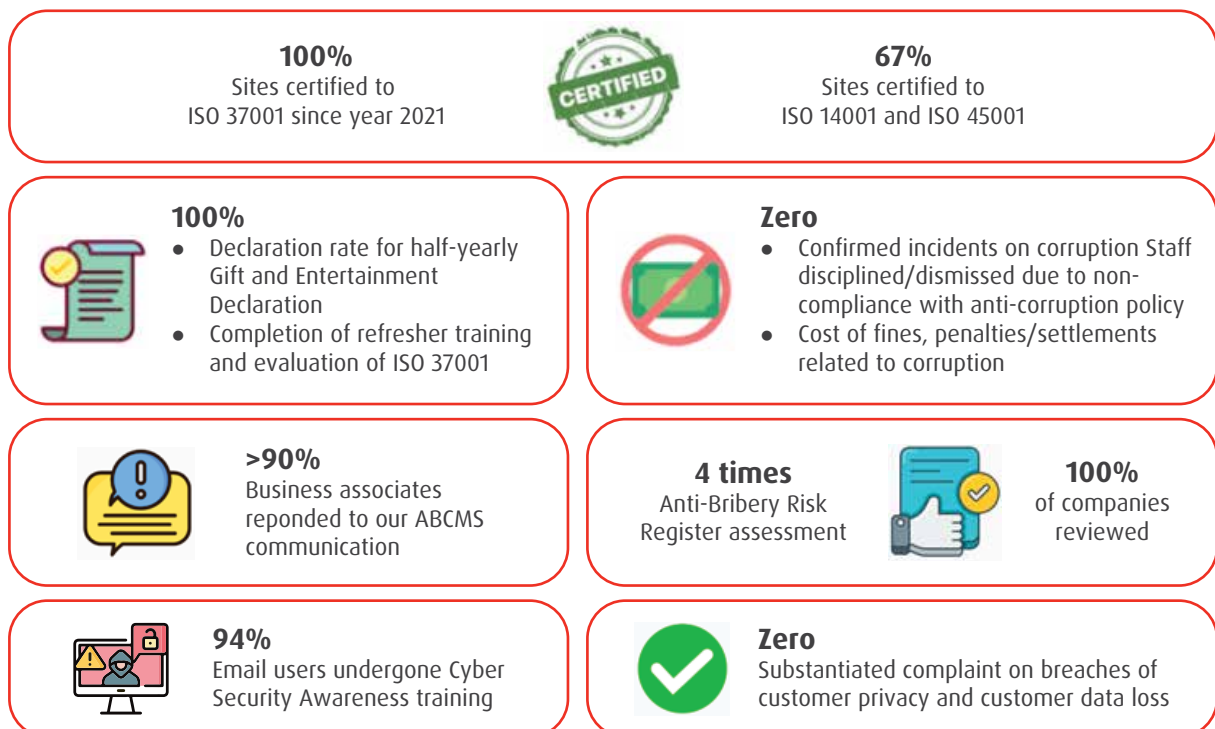 100%
Sites certified to
ISO 37001 since year 2021
CERTIFIED
67%
Sites certified to
ISO 14001 and ISO 45001
100%
● Declaration rate for half-yearly
Gift and Entertainment
Declaration
● Completion of refresher training
and evaluation of ISO 37001
Zero
● Confirmed incidents on corruption Staff
disciplined/dismissed due to non-
compliance with anti-corruption policy
● Cost of fines, penalties/settlements
related to corruption
>90%
Business associates
reponded to our ABCMS
communication
4 times
Anti-Bribery Risk
Register assessment
100%
of companies
reviewed
94%
Email users undergone Cyber
Security Awareness training
Zero
Substantiated complaint on breaches of
customer privacy and customer data loss